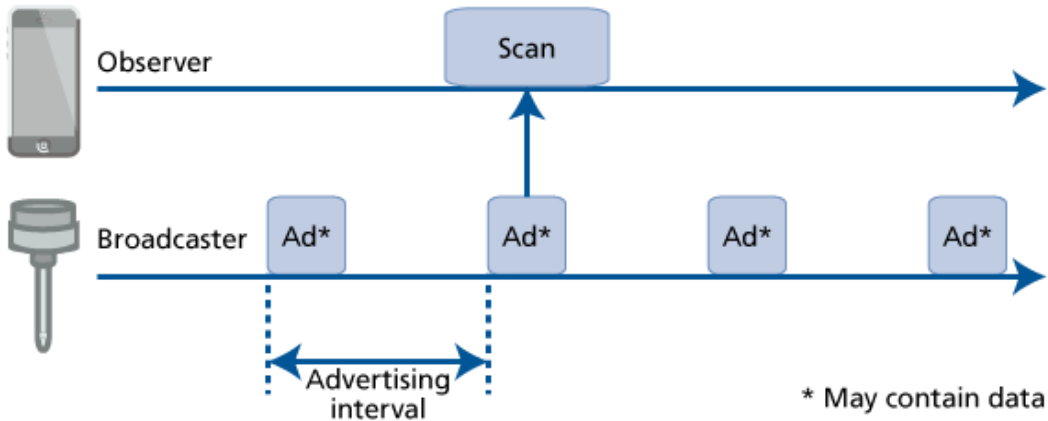 Observer
Scan
Broadcaster
Ad*
Ad*
Ad*
Ad*
Advertising
interval
* May contain data